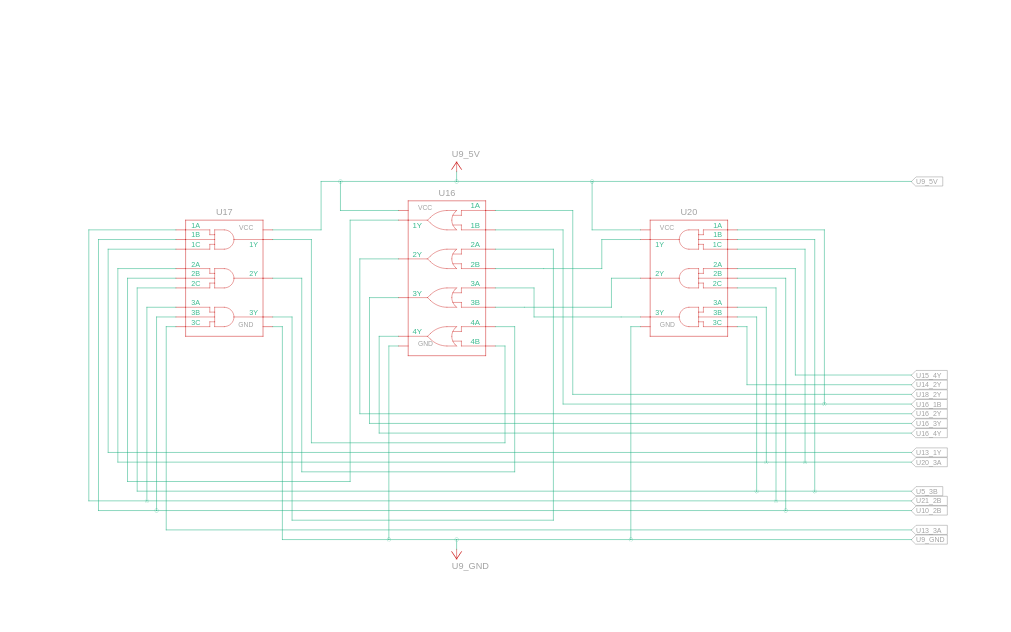 U9_5V
U9_5V
U16
U17
VCC
1A
1Y
1B
2Y
2A
2B
3Y
3A
3B
4Y
4A
GND
4B
1A
VCC
1B
1Y
1C
2A
2B
2Y
2C
3A
3B
3Y
3C
GND
U20
VCC
1A
1B
1Y
1C
2A
2Y
2B
2C
3A
3Y
3B
GND
3C
U15_4Y
U14_2Y
U18_2Y
U16_1B
U16_2Y
U16_3Y
U16_4Y
U13_1Y
U20_3A
U5_3B
U21_2B
U10_2B
U13_3A
U9_GND
U9_GND